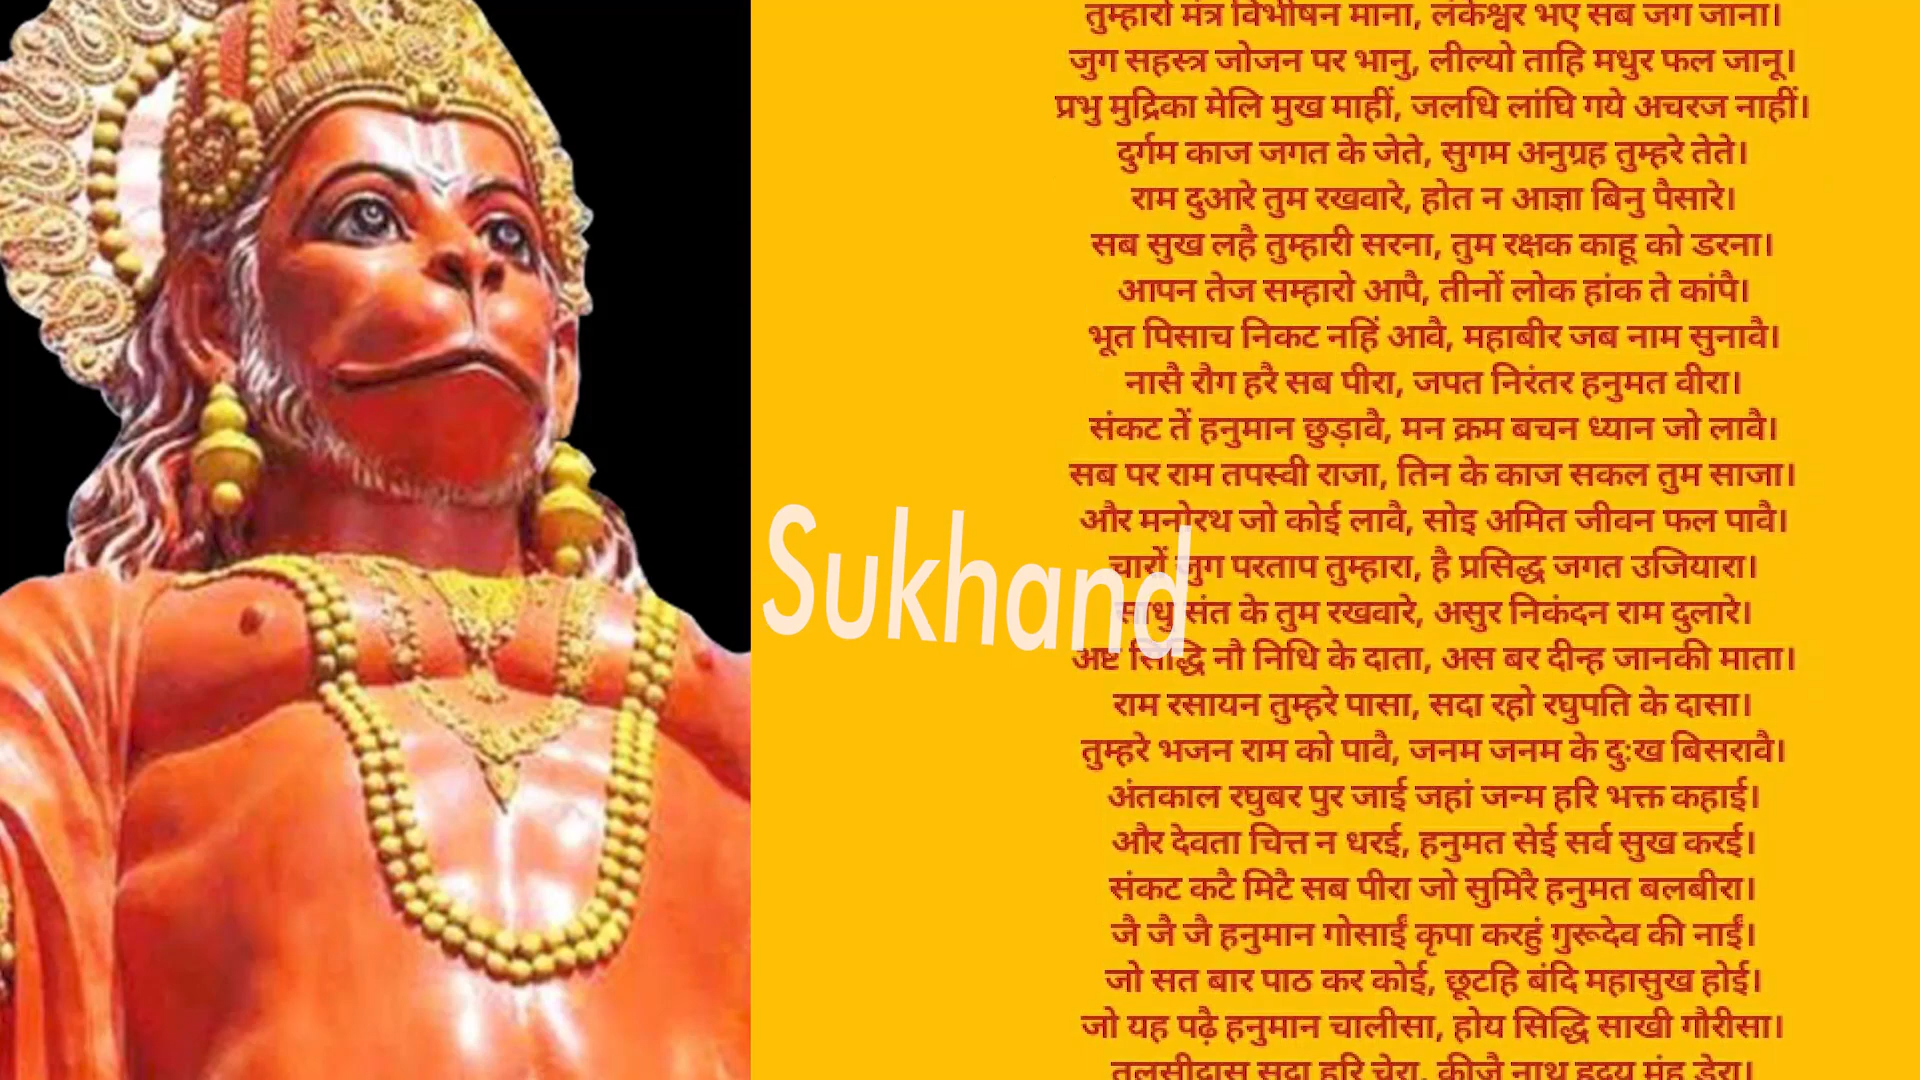 तुम्हारो मंत्र विभीषन माना, लंकेश्वर भए सब जग जाना।
जुग सहस्त्र जोजन पर भानु, लील्यो ताहि मधुर फल जानू।
प्रभु मुद्रिका मेलि मुख माहीं, जलधि लांघि गये अचरज नाहीं।
दुर्गम काज जगत के जेते, सुगम अनुग्रह तुम्हरे तेते।
राम दुआरे तुम रखवारे, होत न आज्ञा बिनु पैसारे।
सब सुख लहै तुम्हारी सरना, तुम रक्षक काहू को डरना।
आपन तेज सम्हारो आपै, तीनों लोक हांक ते कांपै।
भूत पिसाच निकट नहिं आवै, महाबीर जब नाम सुनावै।
नासै रौग हरै सब पीरा, जपत निरंतर हनुमत वीरा।
संकट तें हनुमान छुड़ावै, मन क्रम बचन ध्यान जो लावै।
सब पर राम तपस्वी राजा, तिन के काज सकल तुम साजा।
और मनोरथ जो कोई लावै, सोइ अमित जीवन फल पावै।
चारों जुग परताप तुम्हारा, है प्रसिद्ध जगत उजियारा।
साधु संत के तुम रखवारे, असुर निकंदन राम दुलारे।
अष्ट सिद्धि नौ निधि के दाता, अस बर दीन्ह जानकी माता।
राम रसायन तुम्हरे पासा, सदा रहो रघुपति के दासा।
तुम्हरे भजन राम को पावै, जनम जनम के दुःख बिसरावै।
अंतकाल रघुबर पुर जाई जहां जन्म हरि भक्त कहाई।
और देवता चित्त न धरई, हनुमत सेई सर्व सुख करई।
संकट कटै मिटै सब पीरा जो सुमिरै हनुमत बलबीरा।
जै जै जै हनुमान गोसाईं कृपा करहुं गुरूदेव की नाईं।
जो सत बार पाठ कर कोई, छूटहि बंदि महासुख होई।
जो यह पढ़ै हनुमान चालीसा, होय सिद्धि साखी गौरीसा।
तुलसीदास सदा हरि चेरा, कीजै नाथ हृदय मंह डेरा।
Sukhand